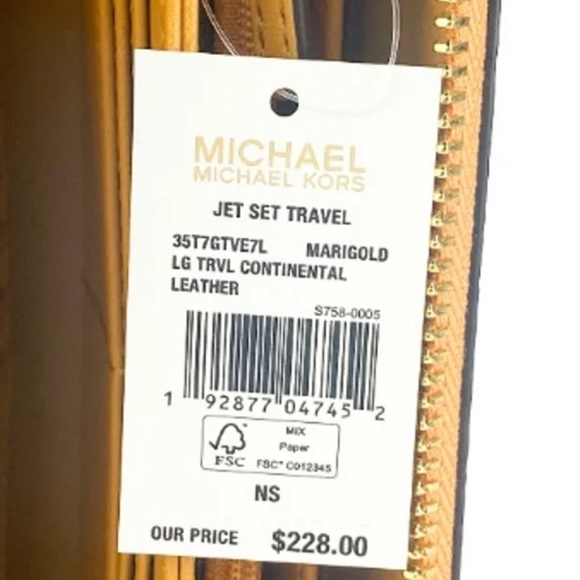 MICHAEL
MICHAEL KORS
JET SET TRAVEL
35T7GTVE7L MARIGOLD
LG TRVL CONTINENTAL
LEATHER
S758-0005
1 92877 04745 2
MIX
Paper
FSC FSC® C012345
NS
OUR PRICE $228.00